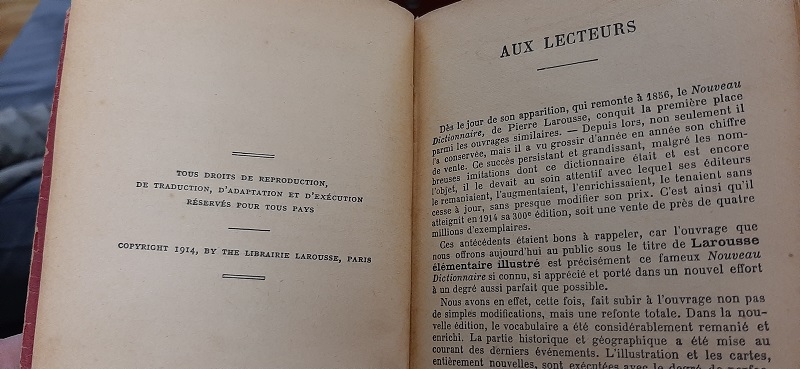 TOUS DROITS DE REPRODUCTION,
DE TRADUCTION, D'ADAPTATION ET D'EXÉCUTION
RÉSERVÉS POUR TOUS PAYS
COPYRIGHT 1914, BY THE LIBRAIRIE LAROUSSE, PARIS
AUX LECTEURS
Dès le jour de son apparition, qui remonte à 1856, le Nouveau
Dictionnaire, de Pierre Larousse, conquit la première place
parmi les ouvrages similaires. — Depuis lors, non seulement il
l'a conservée, mais il a vu grossir d'année en année son chiffre
de vente. Ce succès persistant et grandissant, malgré les nom-
breuses imitations dont ce dictionnaire était et est encore
l'objet, il le devait au soin attentif avec lequel ses éditeurs
le remaniaient, l'augmentaient, l'enrichissaient, le tenaient sans
cesse à jour, sans presque modifier son prix. C'est ainsi qu'il
atteignit en 1914 sa 300e édition, soit une vente de près de quatre
millions d'exemplaires.
Ces antécédents étaient bons à rappeler, car l'ouvrage que
nous offrons aujourd'hui au public sous le titre de Larousse
élémentaire illustré est précisément ce fameux Nouveau
Dictionnaire si connu, si apprécié et porté dans un nouvel effort
à un degré aussi parfait que possible.
Nous avons en effet, cette fois, fait subir à l'ouvrage non pas
de simples modifications, mais une refonte totale. Dans la nou-
velle édition, le vocabulaire a été considérablement remanié et
enrichi. La partie historique et géographique a été mise au
courant des derniers événements. L'illustration et les cartes,
entièrement nouvelles, sont exécutées avec le degré de